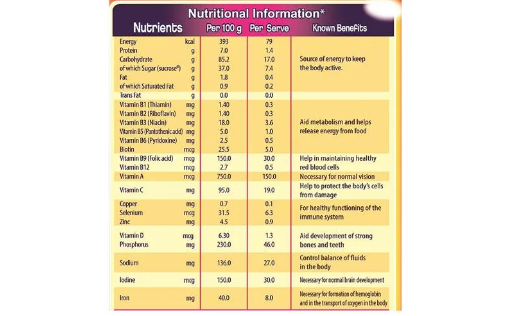 Nutritional Information*
Nutrients Per 100 g Per Serve Known Benefits
Energy kcal 393 79
Protein g 7.0 1.4
Carbohydrate g 85.2 17.0 Source of energy to keep
of which Sugar (sucrose#) g 37.0 7.4 the body active.
Fat g 1.8 0.4
of which Saturated Fat g 0.9 0.2
Trans Fat g 0.0 0.0
Vitamin B1 (Thiamin) mg 1.40 0.3
Vitamin B2 (Riboflavin) mg 1.40 0.3
Vitamin B3 (Niacin) mg 18.0 3.6 Aid metabolism and helps
Vitamin B5 (Pantothenic acid) mg 5.0 1.0 release energy from food
Vitamin B6 (Pyridoxine) mg 2.5 0.5
Biotin mcg 25.5 5.0
Vitamin B9 (Folic acid) mcg 150.0 30.0 Help in maintaining healthy
Vitamin B12 mcg 2.7 0.5 red blood cells
Vitamin A mcg 750.0 150.0 Necessary for normal vision
Vitamin C mg 95.0 19.0 Help to protect the body's cells
from damage
Copper mg 0.7 0.1
Selenium mcg 31.5 6.3 For healthy functioning of the
Zinc mg 4.5 0.9 immune system
Vitamin D mcg 6.30 1.3 Aid development of strong
Phosphorus mg 230.0 46.0 bones and teeth
Sodium mg 136.0 27.0 Control balance of fluids
in the body
Iodine mcg 150.0 30.0 Necessary for normal brain development
Iron mg 40.0 8.0 Necessary for formation of hemoglobin
and in the transport of oxygen in the body